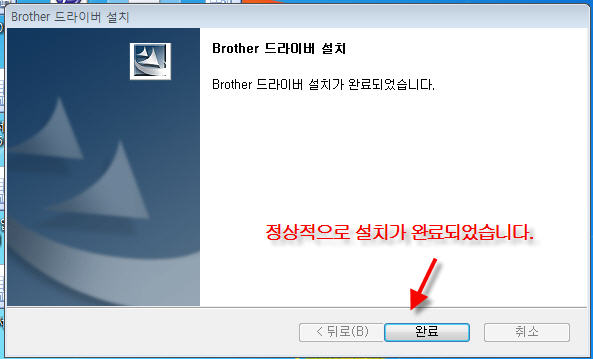 Brother 드라이버 설치
Brother 드라이버 설치
Brother 드라이버 설치가 완료되었습니다.
정상적으로 설치가 완료되었습니다.
< 뒤로(B)
완료
취소